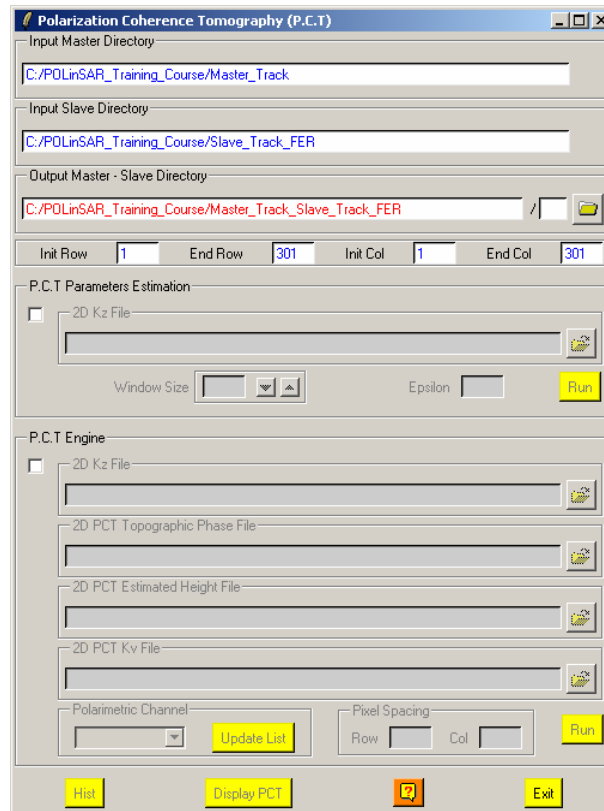 Polarization Coherence Tomography (P.C.T)
Input Master Directory
C:/POLinSAR_Training_Course/Master_Track
Input Slave Directory
C:/POLinSAR_Training_Course/Slave_Track_FER
Output Master - Slave Directory
C:/POLinSAR_Training_Course/Master_Track_Slave_Track_FER /
Init Row 1 End Row 301 Init Col 1 End Col 301
P.C.T Parameters Estimation
2D Kz File
Window Size Epsilon Run
P.C.T Engine
2D Kz File
2D PCT Topographic Phase File
2D PCT Estimated Height File
2D PCT Kv File
Polarimetric Channel Pixel Spacing
Update List Row Col Run
Hist Display PCT ? Exit